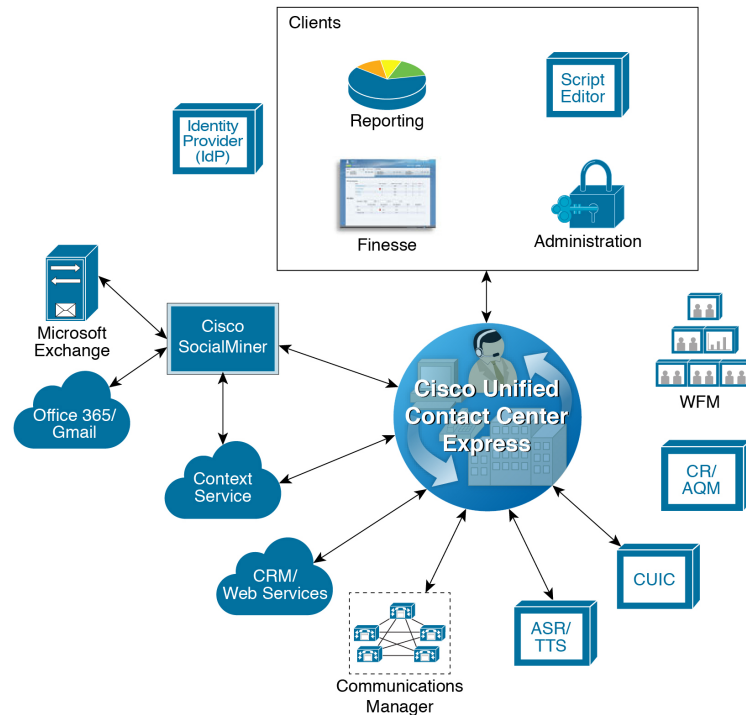 Clients
Reporting
Script
Editor
Identity
Provider
(IdP)
Finesse
Administration
Microsoft
Exchange
Cisco
SocialMiner
Office 365/
Gmail
Context
Service
Cisco Unified
Contact Center
Express
WFM
CR/
AQM
CUIC
CRM/
Web Services
ASR/
TTS
Communications
Manager